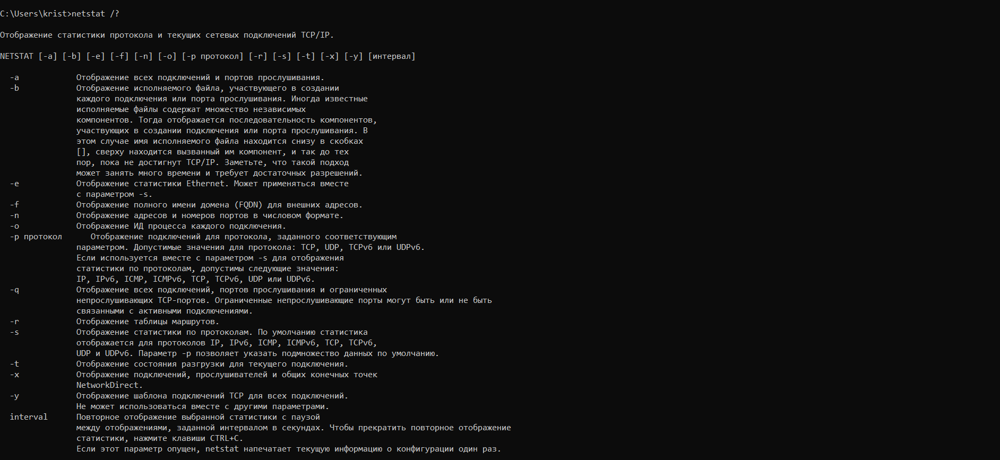 C:\Users\krist>netstat /?
Отображение статистики протокола и текущих сетевых подключений TCP/IP.
NETSTAT [-a] [-b] [-e] [-f] [-n] [-o] [-p протокол] [-r] [-s] [-t] [-x] [-y] [интервал]
-a Отображение всех подключений и портов прослушивания.
-b Отображение исполняемого файла, участвующего в создании
каждого подключения или порта прослушивания. Иногда известные
исполняемые файлы содержат множество независимых
компонентов. Тогда отображается последовательность компонентов,
участвующих в создании подключения или порта прослушивания. В
этом случае имя исполняемого файла находится снизу в скобках
[], сверху находится вызванный им компонент, и так до тех
пор, пока не достигнут TCP/IP. Заметьте, что такой подход
может занять много времени и требует достаточных разрешений.
-e Отображение статистики Ethernet. Может применяться вместе
с параметром -s.
-f Отображение полного имени домена (FQDN) для внешних адресов.
-n Отображение адресов и номеров портов в числовом формате.
-o Отображение ИД процесса каждого подключения.
-p протокол Отображение подключений для протокола, заданного соответствующим
параметром. Допустимые значения для протокола: TCP, UDP, TCPv6 или UDPv6.
Если используется вместе с параметром -s для отображения
статистики по протоколам, допустимы следующие значения:
IP, IPv6, ICMP, ICMPv6, TCP, TCPv6, UDP или UDPv6.
-q Отображение всех подключений, портов прослушивания и ограниченных
непрослушивающих TCP-портов. Ограниченные непрослушивающие порты могут быть или не быть
связанными с активными подключениями.
-r Отображение таблицы маршрутов.
-s Отображение статистики по протоколам. По умолчанию статистика
отображается для протоколов IP, IPv6, ICMP, ICMPv6, TCP, TCPv6,
UDP и UDPv6. Параметр -p позволяет указать подмножество данных по умолчанию.
-t Отображение состояния разгрузки для текущего подключения.
-x Отображение подключений, прослушивателей и общих конечных точек
NetworkDirect.
-y Отображение шаблона подключений TCP для всех подключений.
Не может использоваться вместе с другими параметрами.
interval Повторное отображение выбранной статистики с паузой
между отображениями, заданной интервалом в секундах. Чтобы прекратить повторное отображение
статистики, нажмите клавиши CTRL+C.
Если этот параметр опущен, netstat напечатает текущую информацию о конфигурации один раз.